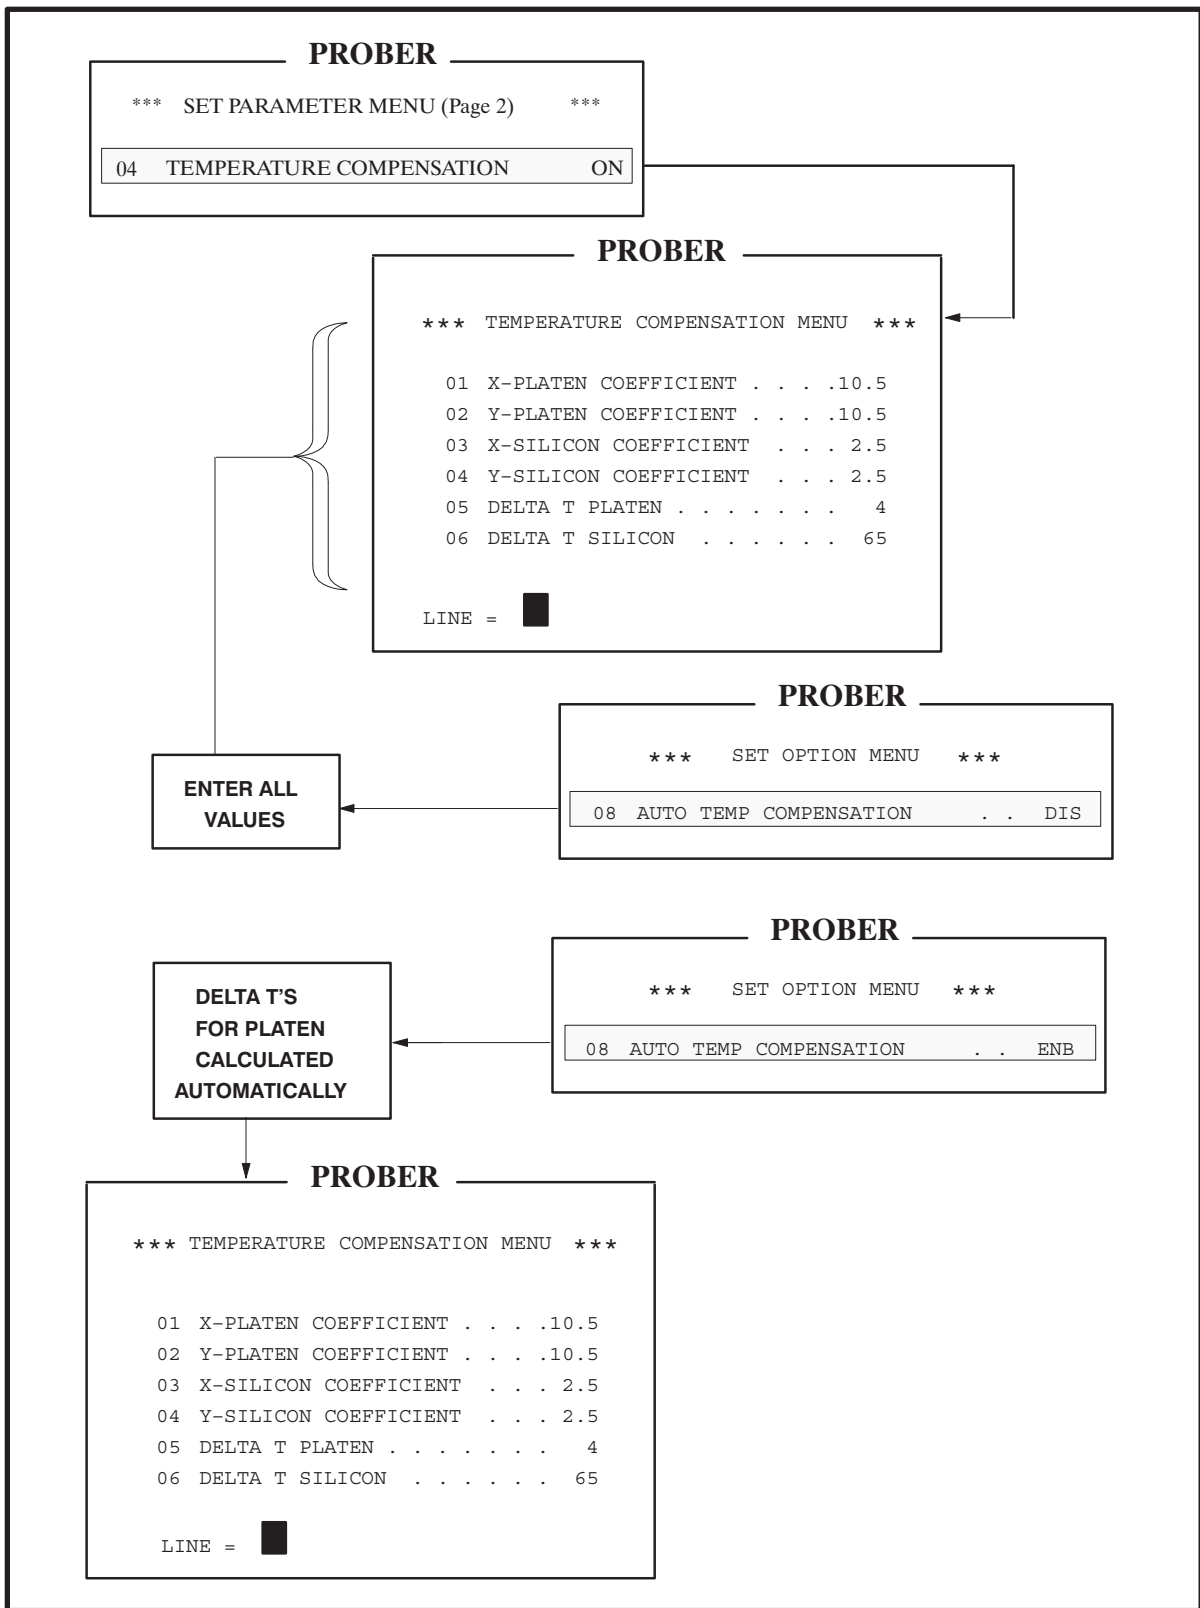 PROBER
*** SET PARAMETER MENU (Page 2) ***
04 TEMPERATURE COMPENSATION ON
PROBER
*** TEMPERATURE COMPENSATION MENU ***
01 X-PLATEN COEFFICIENT . . . .10.5
02 Y-PLATEN COEFFICIENT . . . .10.5
03 X-SILICON COEFFICIENT . . . 2.5
04 Y-SILICON COEFFICIENT . . . 2.5
05 DELTA T PLATEN . . . . . . . 4
06 DELTA T SILICON . . . . . . 65
LINE =
PROBER
*** SET OPTION MENU ***
08 AUTO TEMP COMPENSATION . . DIS
ENTER ALL
VALUES
PROBER
*** SET OPTION MENU ***
08 AUTO TEMP COMPENSATION . . ENB
DELTA T'S
FOR PLATEN
CALCULATED
AUTOMATICALLY
PROBER
*** TEMPERATURE COMPENSATION MENU ***
01 X-PLATEN COEFFICIENT . . . .10.5
02 Y-PLATEN COEFFICIENT . . . .10.5
03 X-SILICON COEFFICIENT . . . 2.5
04 Y-SILICON COEFFICIENT . . . 2.5
05 DELTA T PLATEN . . . . . . . 4
06 DELTA T SILICON . . . . . . 65
LINE =